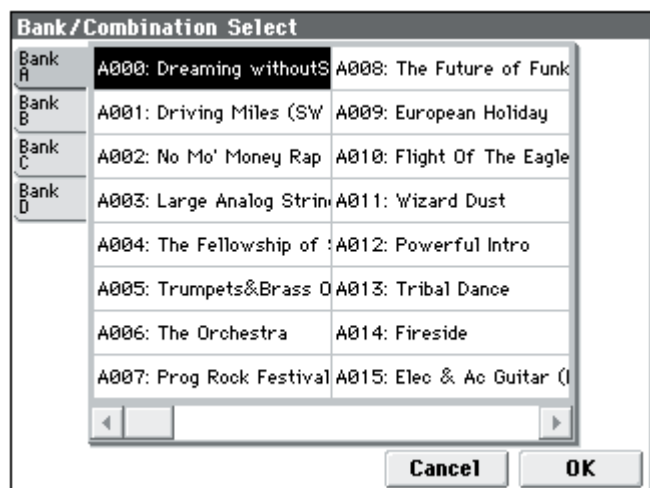 Bank/Combination Select
Bank
A
Bank
B
Bank
C
Bank
D
A000: Dreaming withoutS
A001: Driving Miles (SW
A002: No Mo' Money Rap
A003: Large Analog Strin
A004: The Fellowship of
A005: Trumpets&Brass O
A006: The Orchestra
A007: Prog Rock Festival
A008: The Future of Funk
A009: European Holiday
A010: Flight Of The Eagle
A011: Wizard Dust
A012: Powerful Intro
A013: Tribal Dance
A014: Fireside
A015: Elec & Ac Guitar (
Cancel
OK